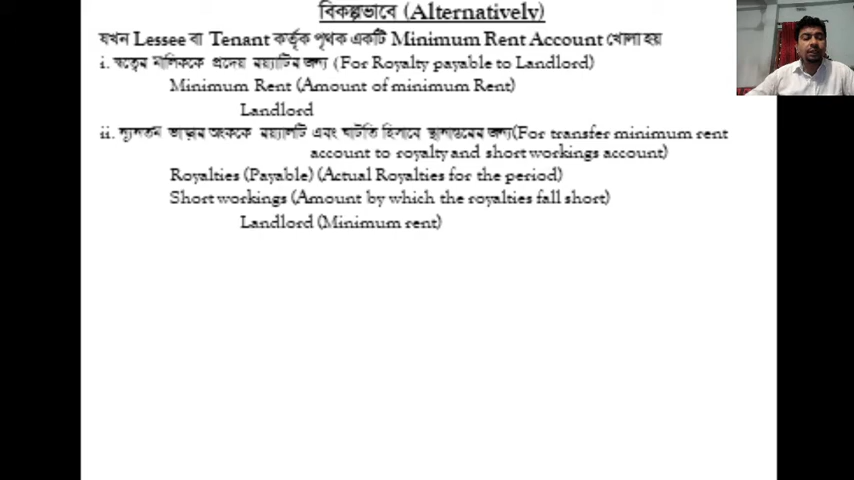 বিকল্পভাবে (Alternatively)
যখন Lessee বা Tenant কর্তৃক পৃথক একটি Minimum Rent Account খোলা হয়
i. স্বত্বের মালিককে প্রদেয় রয়্যাটির জন্য (For Royalty payable to Landlord)
Minimum Rent (Amount of minimum Rent)
Landlord
ii. ন্যূনতম ভাড়ার অংককে রয়্যালটি এবং ঘাটতি হিসাবে স্থানান্তরের জন্য(For transfer minimum rent
account to royalty and short workings account)
Royalties (Payable) (Actual Royalties for the period)
Short workings (Amount by which the royalties fall short)
Landlord (Minimum rent)